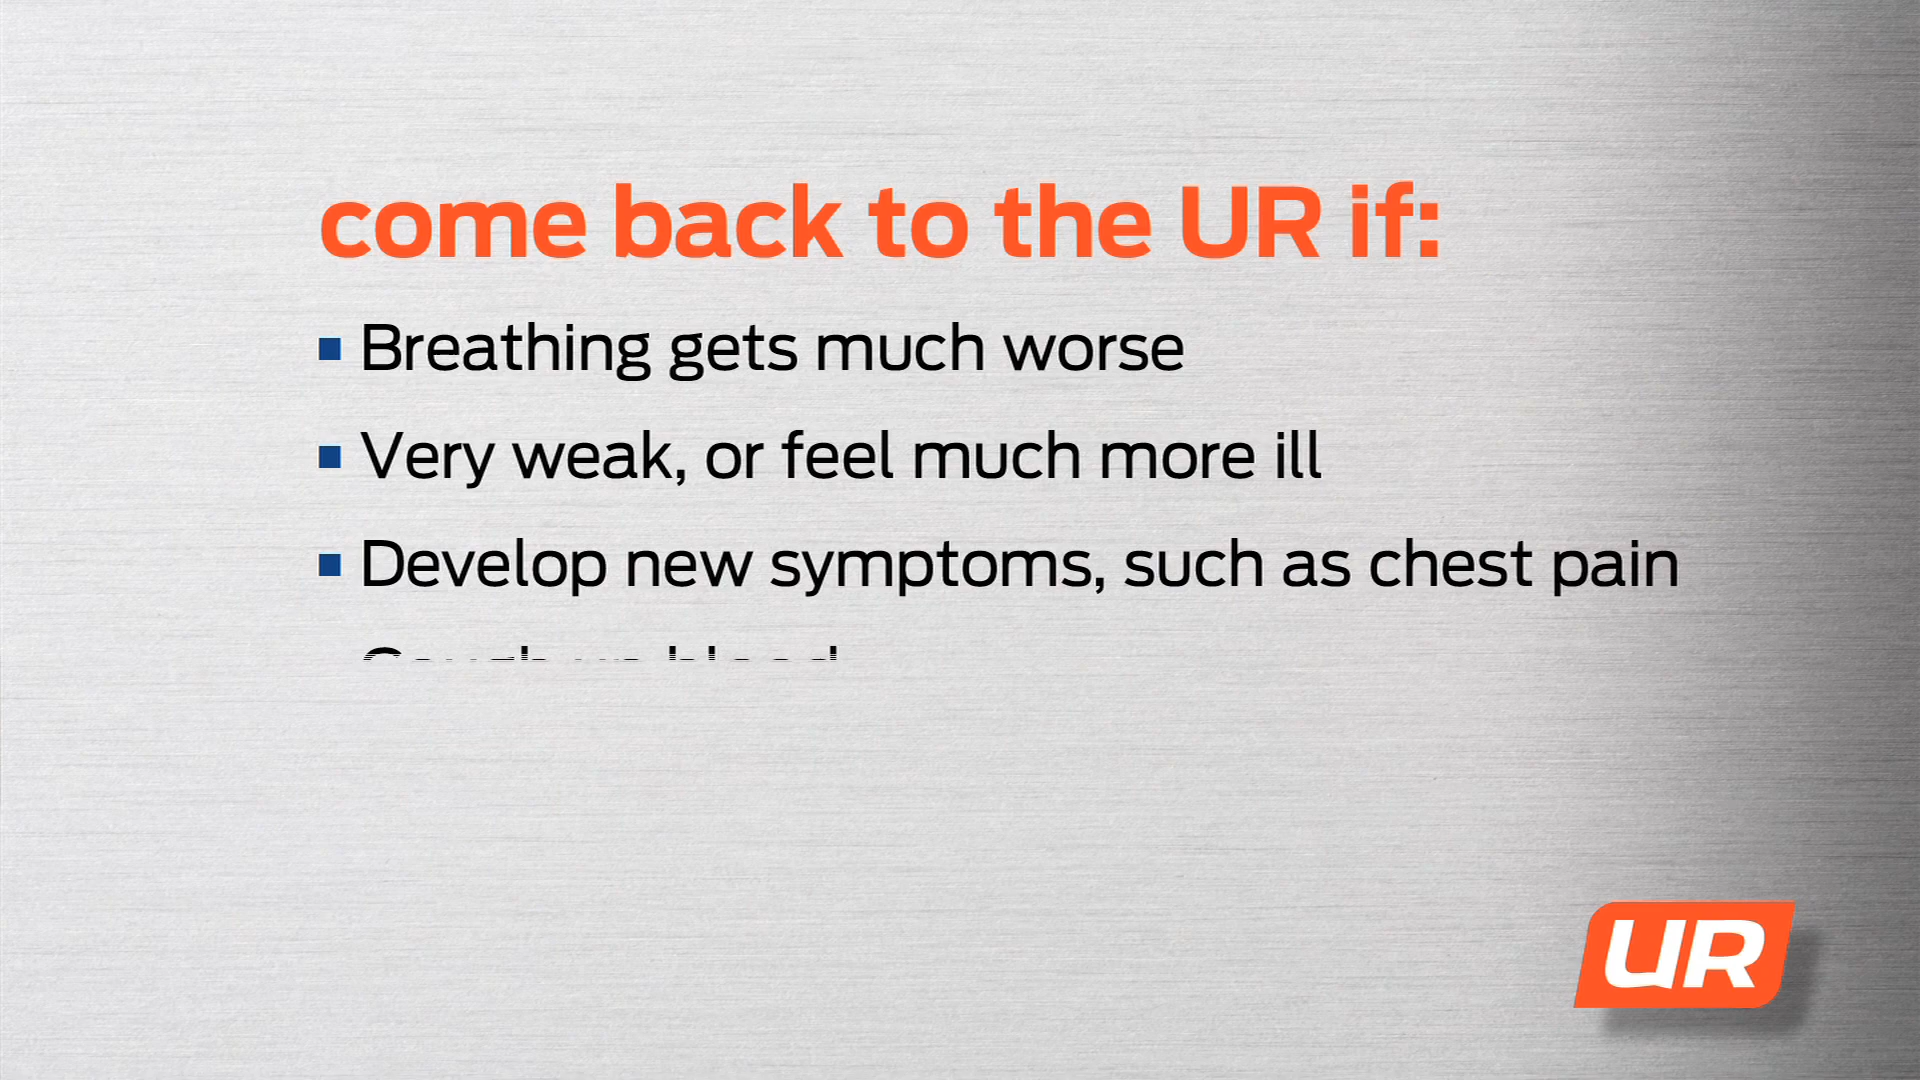 come back to the UR if:
Breathing gets much worse
Very weak, or feel much more ill
Develop new symptoms, such as chest pain
UR